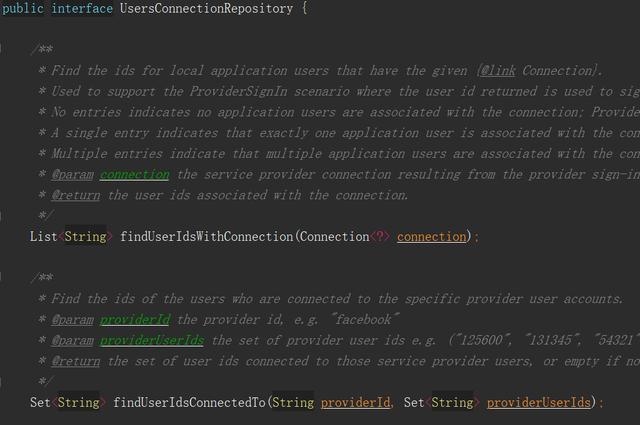 public interface UsersConnectionRepository {
/**
* Find the ids for local application users that have the given {@link Connection}.
* Used to support the ProviderSignIn scenario where the user id returned is used to sig
* No entries indicates no application users are associated with the connection; Provide
* A single entry indicates that exactly one application user is associated with the con
* Multiple entries indicate that multiple application users are associated with the con
* @param connection the service provider connection resulting from the provider sign-in
* @return the user ids associated with the connection.
*/
List<String> findUserIdsWithConnection(Connection<?> connection);
/**
* Find the ids of the users who are connected to the specific provider user accounts.
* @param providerId the provider id, e.g. "facebook"
* @param providerUserIds the set of provider user ids e.g. ("125600", "131345", "54321"
* @return the set of user ids connected to those service provider users, or empty if no
*/
Set<String> findUserIdsConnectedTo(String providerId, Set<String> providerUserIds);